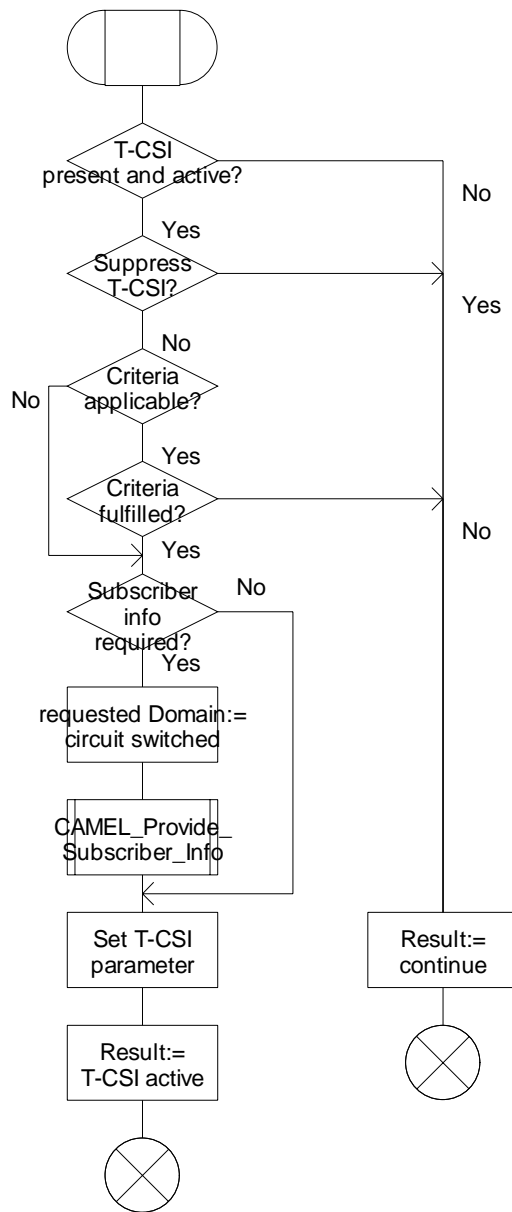 T-CSI
present and active?
No
Yes
Suppress
T-CSI?
Yes
No
Criteria
applicable?
No
Yes
Criteria
fulfilled?
No
Yes
Subscriber
info
required?
No
Yes
requested Domain:=
circuit switched
CAMEL_Provide_
Subscriber_Info
Set T-CSI
parameter
Result:=
continue
Result:=
T-CSI active